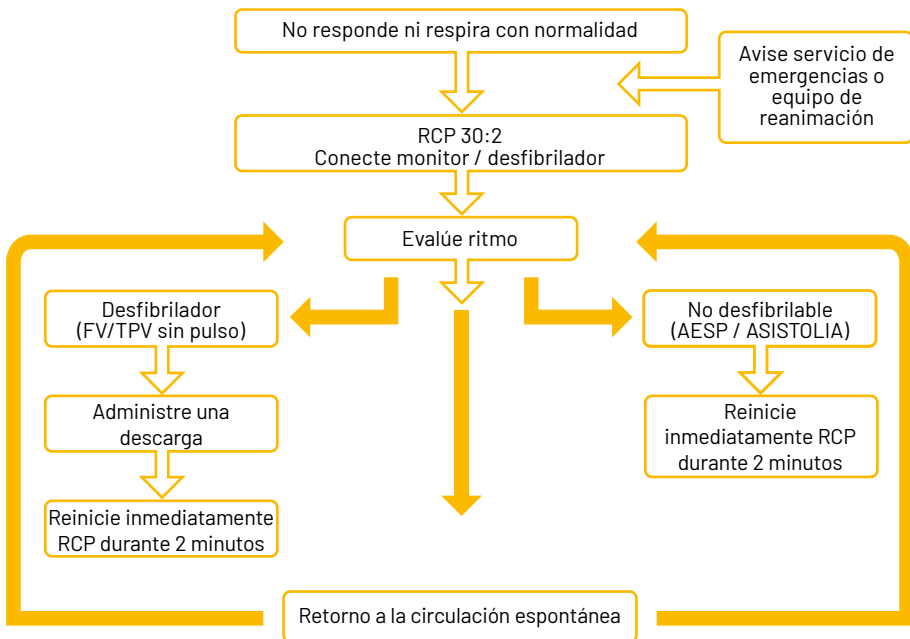 No responde ni respira con normalidad
Avise servicio de
emergencias o
equipo de
reanimación
RCP 30:2
Conecte monitor / desfibrilador
Evalúe ritmo
Desfibrilador
(FV/TPV sin pulso)
Administre una
descarga
Reinicie inmediatamente
RCP durante 2 minutos
No desfibrilable
(AESP / ASISTOLIA)
Reinicie
inmediatamente RCP
durante 2 minutos
Retorno a la circulación espontánea